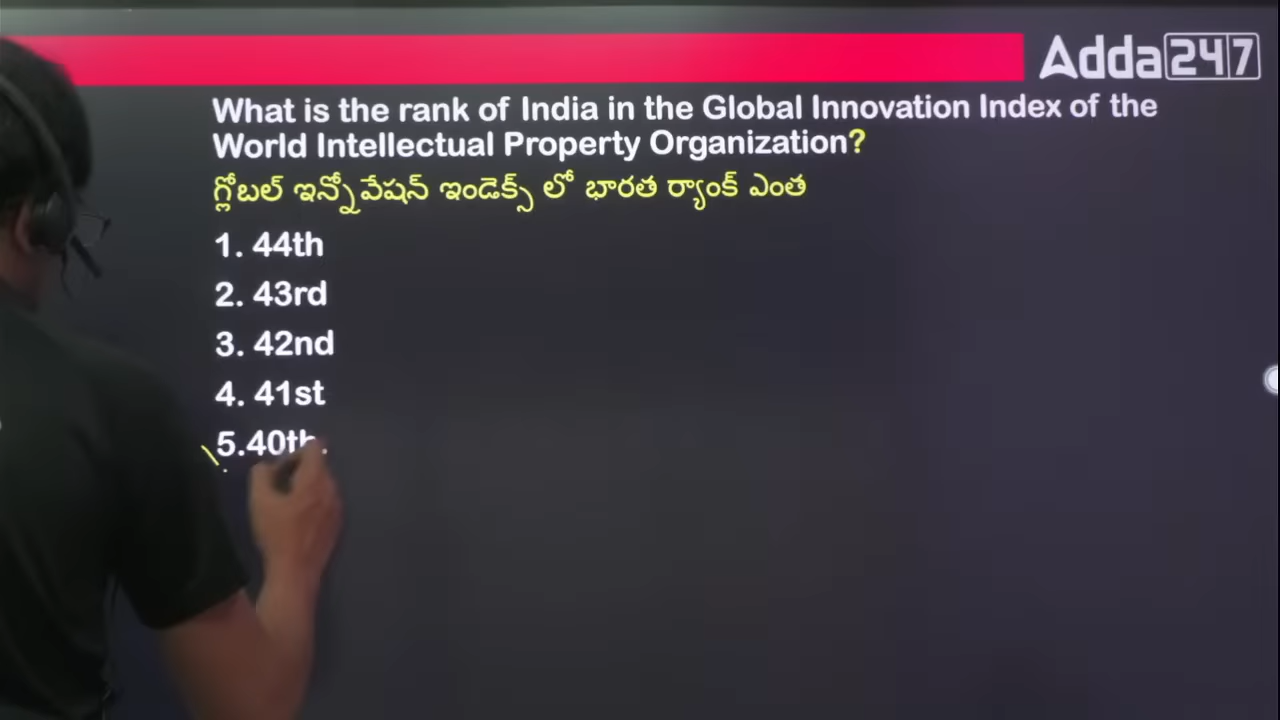 Adda247
What is the rank of India in the Global Innovation Index of the
World Intellectual Property Organization?
గ్లోబల్ ఇన్నోవేషన్ ఇండెక్స్ లో భారత ర్యాంక్ ఎంత
1. 44th
2. 43rd
3. 42nd
4. 41st
5.40th